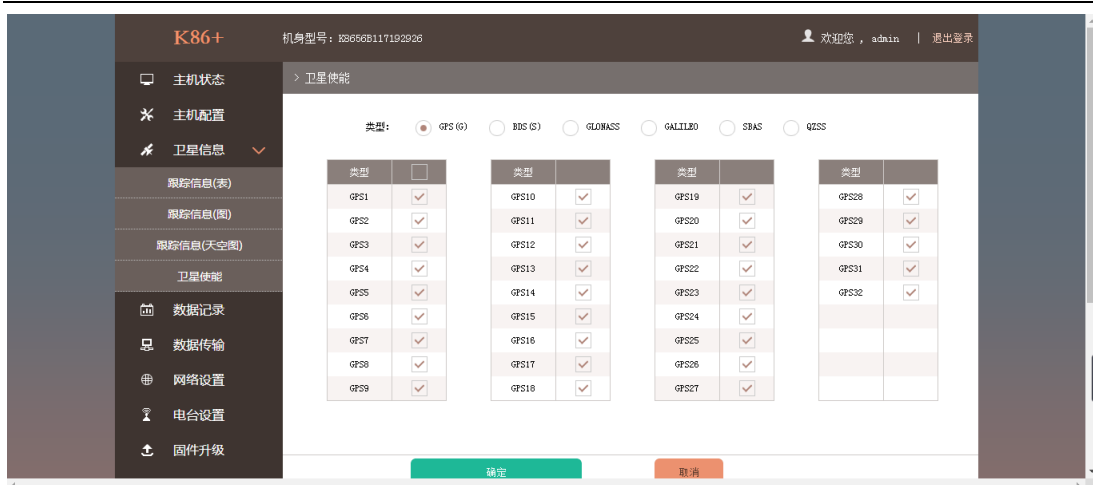 K86+ 机身型号：K8656B117192926 欢迎您，admin | 退出登录
主机状态
主机配置
卫星信息
跟踪信息(表)
跟踪信息(图)
跟踪信息(天空图)
卫星使能
数据记录
数据传输
网络设置
电台设置
固件升级
> 卫星使能
类型： GPS(G) BDS(S) GLONASS GALILEO SBAS QZSS
类型 类型 类型 类型
GPS1 GPS10 GPS19 GPS28
GPS2 GPS11 GPS20 GPS29
GPS3 GPS12 GPS21 GPS30
GPS4 GPS13 GPS22 GPS31
GPS5 GPS14 GPS23 GPS32
GPS6 GPS15 GPS24
GPS7 GPS16 GPS25
GPS8 GPS17 GPS26
GPS9 GPS18 GPS27
确定 取消